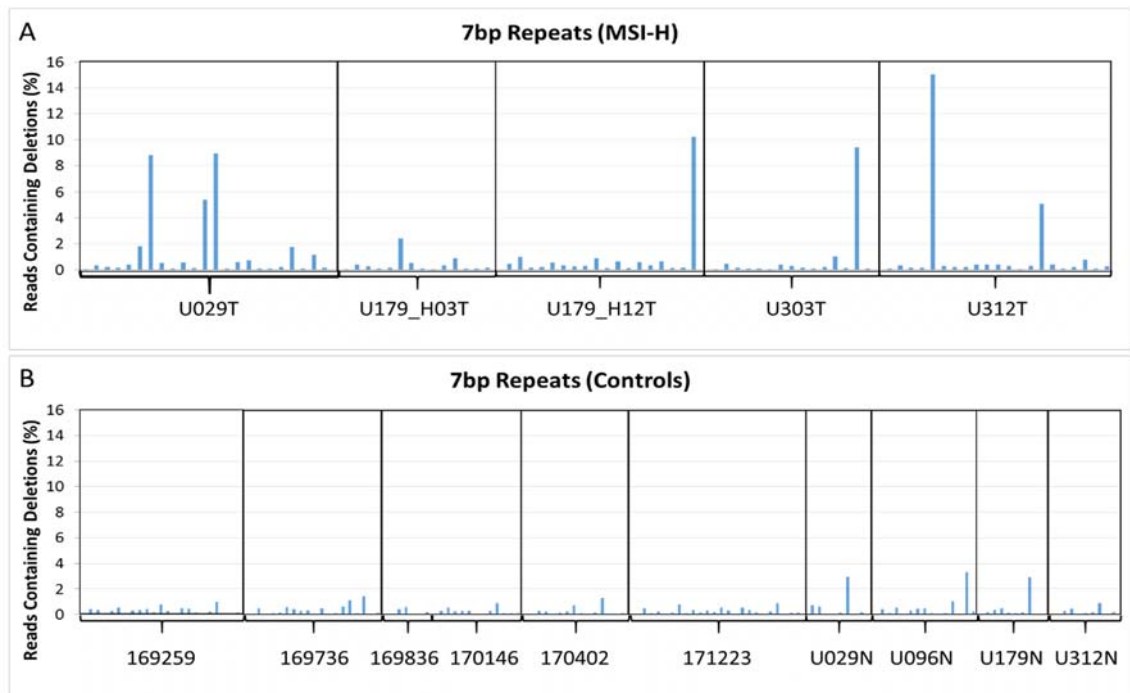 A
7bp Repeats (MSI-H)
Reads Containing Deletions (%)
16
14
12
10
8
6
4
2
0
U029T
U179_H03T
U179_H12T
U303T
U312T
B
7bp Repeats (Controls)
Reads Containing Deletions (%)
16
14
12
10
8
6
4
2
0
169259
169736
169836
170146
170402
171223
U029N
U096N
U179N
U312N